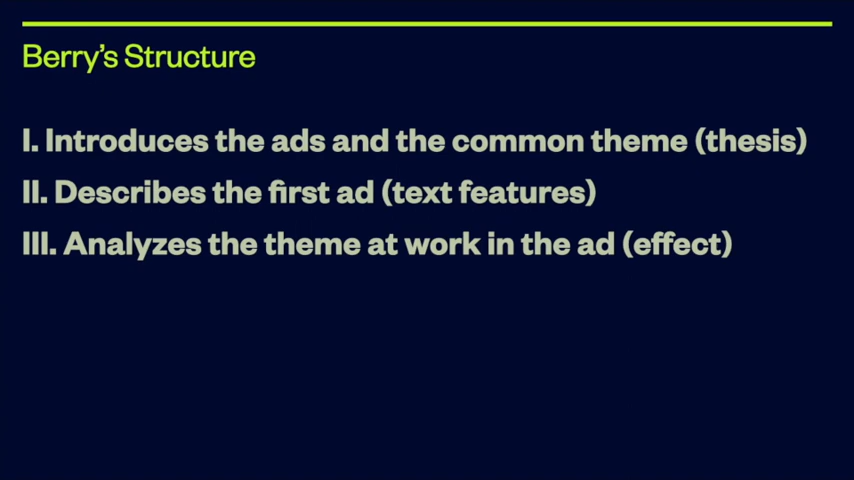 Berry’s Structure
I. Introduces the ads and the common theme (thesis)
II. Describes the first ad (text features)
III. Analyzes the theme at work in the ad (effect)